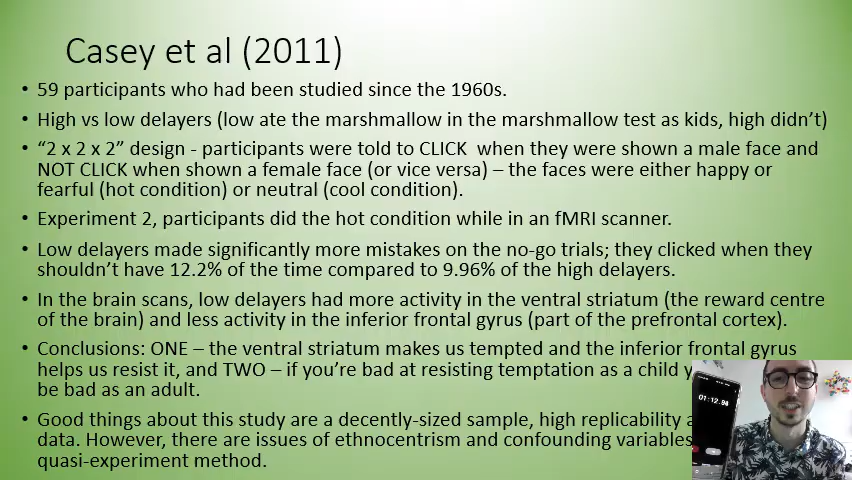 Casey et al (2011)
• 59 participants who had been studied since the 1960s.
• High vs low delayers (low ate the marshmallow in the marshmallow test as kids, high didn’t)
• “2 x 2 x 2” design - participants were told to CLICK when they were shown a male face and
NOT CLICK when shown a female face (or vice versa) – the faces were either happy or
fearful (hot condition) or neutral (cool condition).
• Experiment 2, participants did the hot condition while in an fMRI scanner.
• Low delayers made significantly more mistakes on the no-go trials; they clicked when they
shouldn’t have 12.2% of the time compared to 9.96% of the high delayers.
• In the brain scans, low delayers had more activity in the ventral striatum (the reward centre
of the brain) and less activity in the inferior frontal gyrus (part of the prefrontal cortex).
• Conclusions: ONE – the ventral striatum makes us tempted and the inferior frontal gyrus
helps us resist it, and TWO – if you’re bad at resisting temptation as a child
be bad as an adult.
• Good things about this study are a decently-sized sample, high replicability
data. However, there are issues of ethnocentrism and confounding variables
quasi-experiment method.
01:12.94